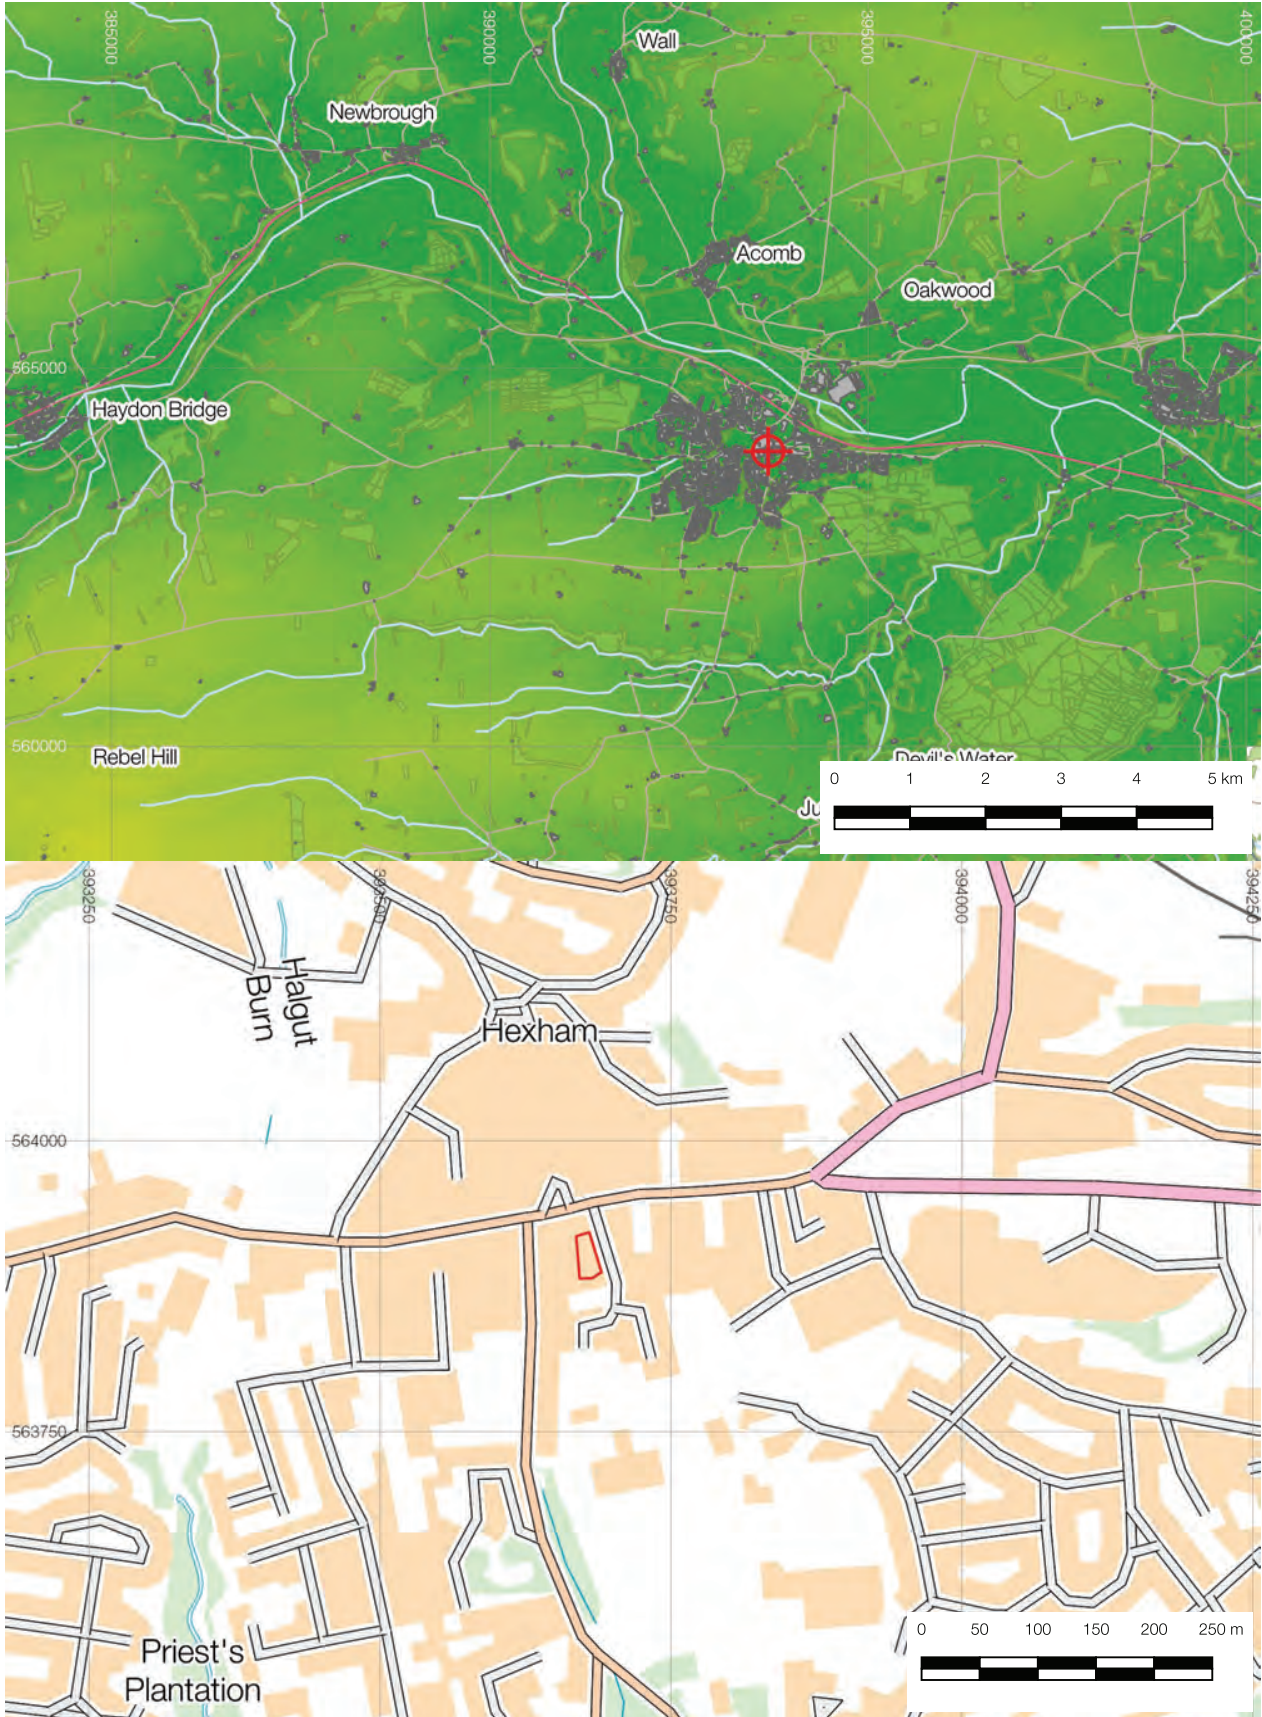 385000
390000
395000
400000
Wall
Newbrough
Acomb
Oakwood
565000
Haydon Bridge
560000
Rebel Hill
Devil's Water
Ju
0 1 2 3 4 5 km
393250
393500
393750
394000
394250
Halgut
Burn
Hexham
564000
563750
Priest's
Plantation
0 50 100 150 200 250 m